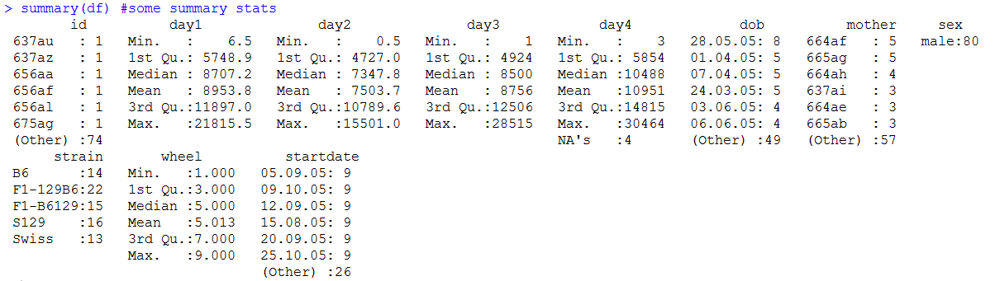 > summary(df) #some summary stats
id day1 day2 day3 day4 dob mother sex
637au : 1 Min. : 6.5 Min. : 0.5 Min. : 1 Min. : 3 28.05.05: 8 664af : 5 male:80
637az : 1 1st Qu.: 5748.9 1st Qu.: 4727.0 1st Qu.: 4924 1st Qu.: 5854 01.04.05: 5 665ag : 5
656aa : 1 Median : 8707.2 Median : 7347.8 Median : 8500 Median :10488 07.04.05: 5 664ah : 4
656af : 1 Mean : 8953.8 Mean : 7503.7 Mean : 8756 Mean :10951 24.03.05: 5 637ai : 3
656al : 1 3rd Qu.:11897.0 3rd Qu.:10789.6 3rd Qu.:12506 3rd Qu.:14815 03.06.05: 4 664ae : 3
675ag : 1 Max. :21815.5 Max. :15501.0 Max. :28515 Max. :30464 06.06.05: 4 665ab : 3
(Other) :74 NA's :4 (Other) :49 (Other) :57
strain wheel startdate
B6 :14 Min. :1.000 05.09.05: 9
F1-129B6:22 1st Qu.:3.000 09.10.05: 9
F1-B6129:15 Median :5.000 12.09.05: 9
S129 :16 Mean :5.013 15.08.05: 9
Swiss :13 3rd Qu.:7.000 20.09.05: 9
Max. :9.000 25.10.05: 9
(Other) :26